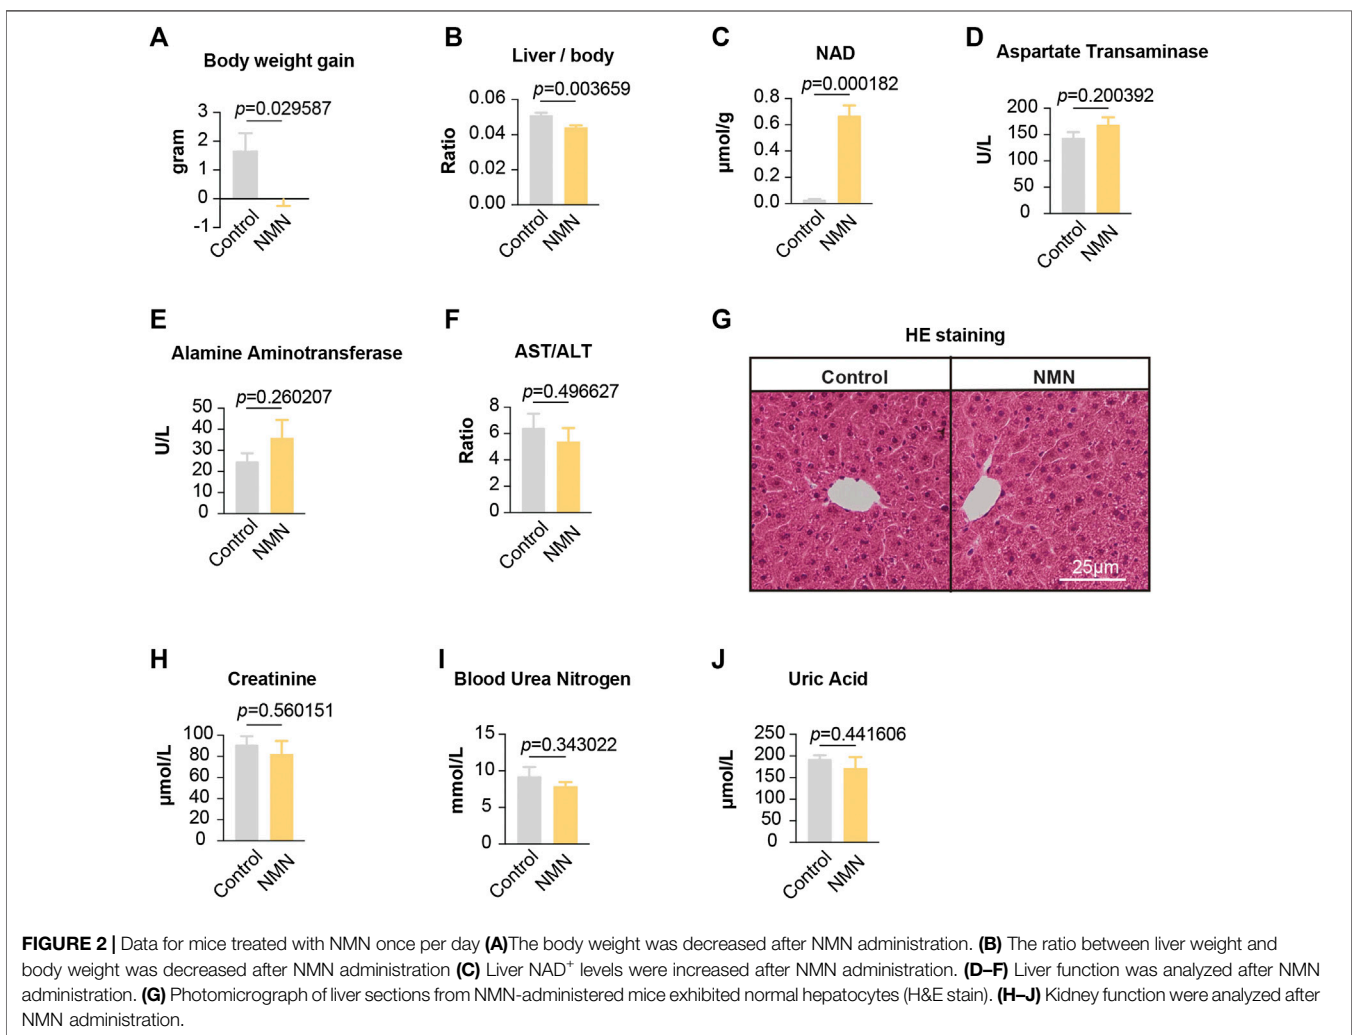 A
Body weight gain
p=0.029587
gram
3
2
1
0
-1
Control
NMN
B
Liver / body
p=0.003659
Ratio
0.06
0.04
0.02
0.00
Control
NMN
C
NAD
p=0.000182
μmol/g
0.8
0.6
0.4
0.2
0.0
Control
NMN
D
Aspartate Transaminase
p=0.200392
U/L
200
150
100
50
0
Control
NMN
E
Alamine Aminotransferase
p=0.260207
U/L
50
40
30
20
10
0
Control
NMN
F
AST/ALT
p=0.496627
Ratio
8
6
4
2
0
Control
NMN
G
HE staining
Control
NMN
25μm
H
Creatinine
p=0.560151
μmol/L
100
80
60
40
20
0
Control
NMN
I
Blood Urea Nitrogen
p=0.343022
mmol/L
15
10
5
0
Control
NMN
J
Uric Acid
p=0.441606
μmol/L
250
200
150
100
50
0
Control
NMN
FIGURE 2 | Data for mice treated with NMN once per day (A)The body weight was decreased after NMN administration. (B) The ratio between liver weight and
body weight was decreased after NMN administration (C) Liver NAD⁺ levels were increased after NMN administration. (D–F) Liver function was analyzed after NMN
administration. (G) Photomicrograph of liver sections from NMN-administered mice exhibited normal hepatocytes (H&E stain). (H–J) Kidney function were analyzed after
NMN administration.